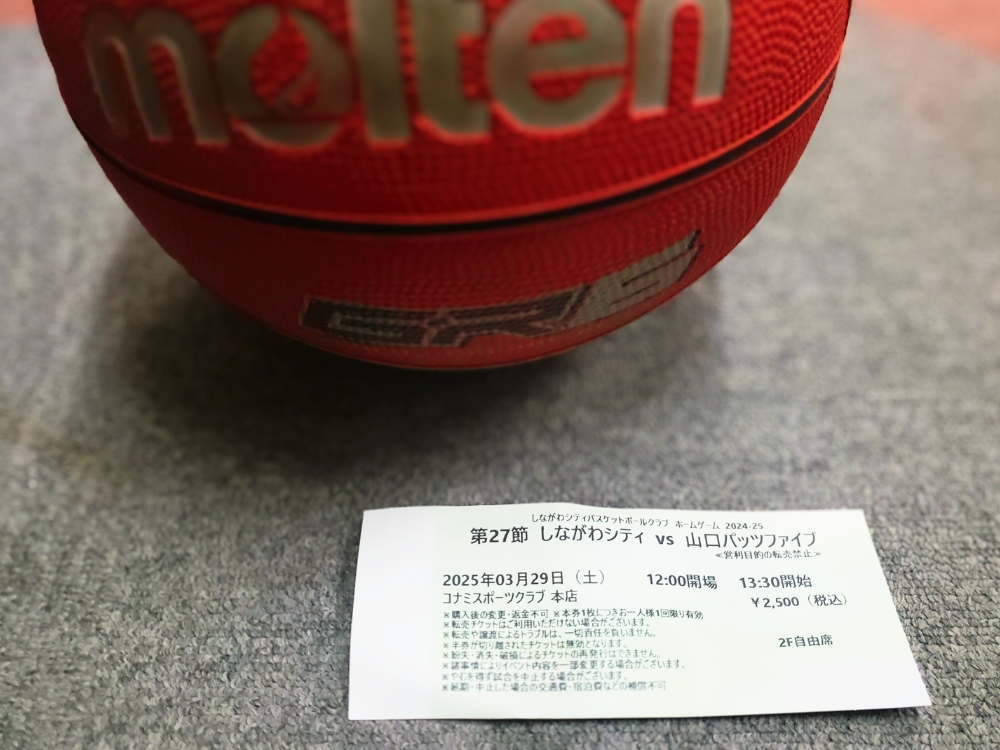 molten
しながわシティバスケットボールクラブ ホームゲーム 2024-25
第27節 しながわシティ vs 山口パッツファイブ
≪営利目的の転売禁止≫
2025年03月29日（土） 12:00開場 13:30開始
コナミスポーツクラブ 本店
￥2,500（税込）
※購入後の変更・返金不可 ※本券1枚につきお一人様1回限り有効
※転売チケットはご利用いただけない場合がございます。
※転売や譲渡によるトラブルは、一切責任を負いません。
※半券が切り離されたチケットは無効となります。
2F自由席
※紛失・消失・破損によるチケットの再発行はできません。
※諸事情によりイベント内容を一部変更する場合がございます。
※やむを得ず試合を中止する場合がございます。
※延期・中止した場合の交通費・宿泊費などの補償不可